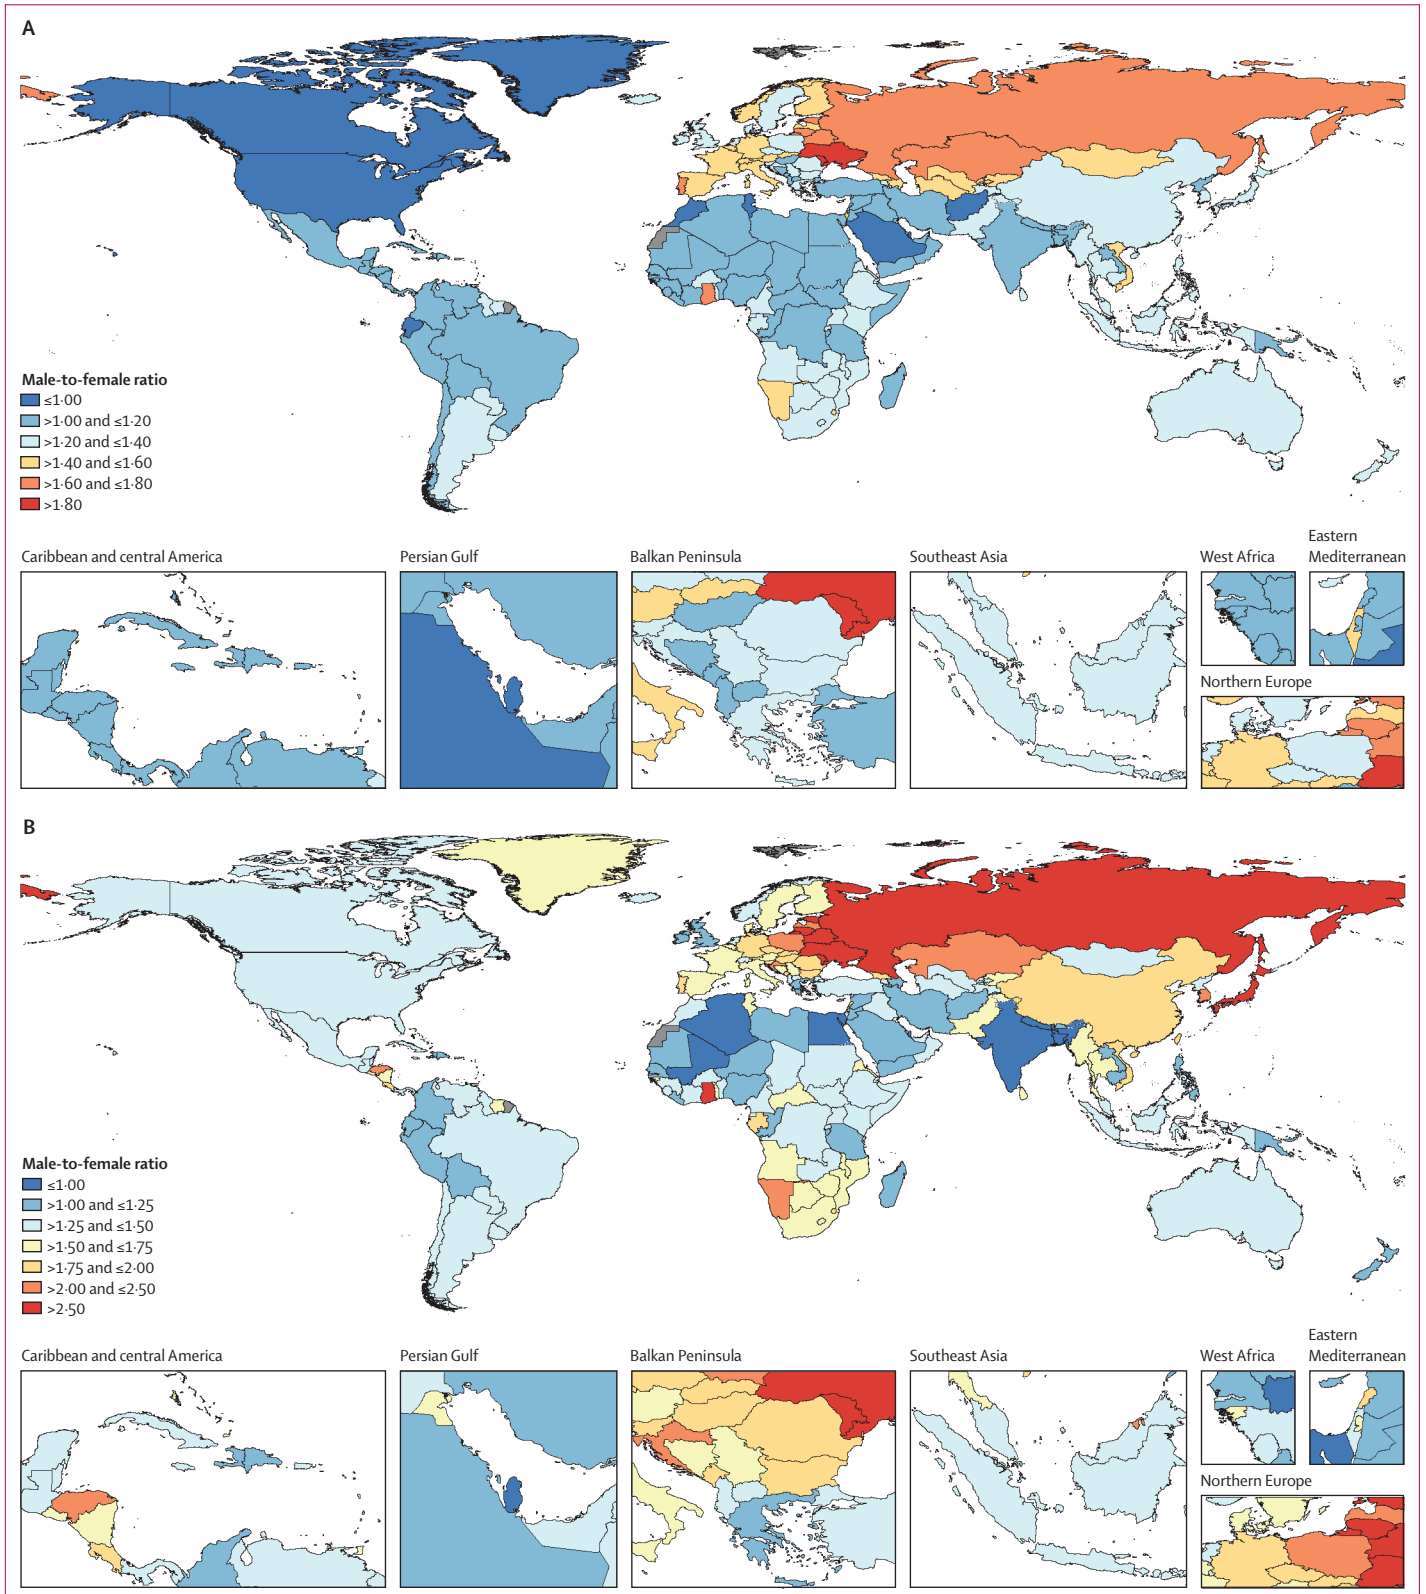 A
Male-to-female ratio
≤1·00
>1·00 and ≤1·20
>1·20 and ≤1·40
>1·40 and ≤1·60
>1·60 and ≤1·80
>1·80
Caribbean and central America
Persian Gulf
Balkan Peninsula
Southeast Asia
West Africa
Eastern
Mediterranean
Northern Europe
B
Male-to-female ratio
≤1·00
>1·00 and ≤1·25
>1·25 and ≤1·50
>1·50 and ≤1·75
>1·75 and ≤2·00
>2·00 and ≤2·50
>2·50
Caribbean and central America
Persian Gulf
Balkan Peninsula
Southeast Asia
West Africa
Eastern
Mediterranean
Northern Europe